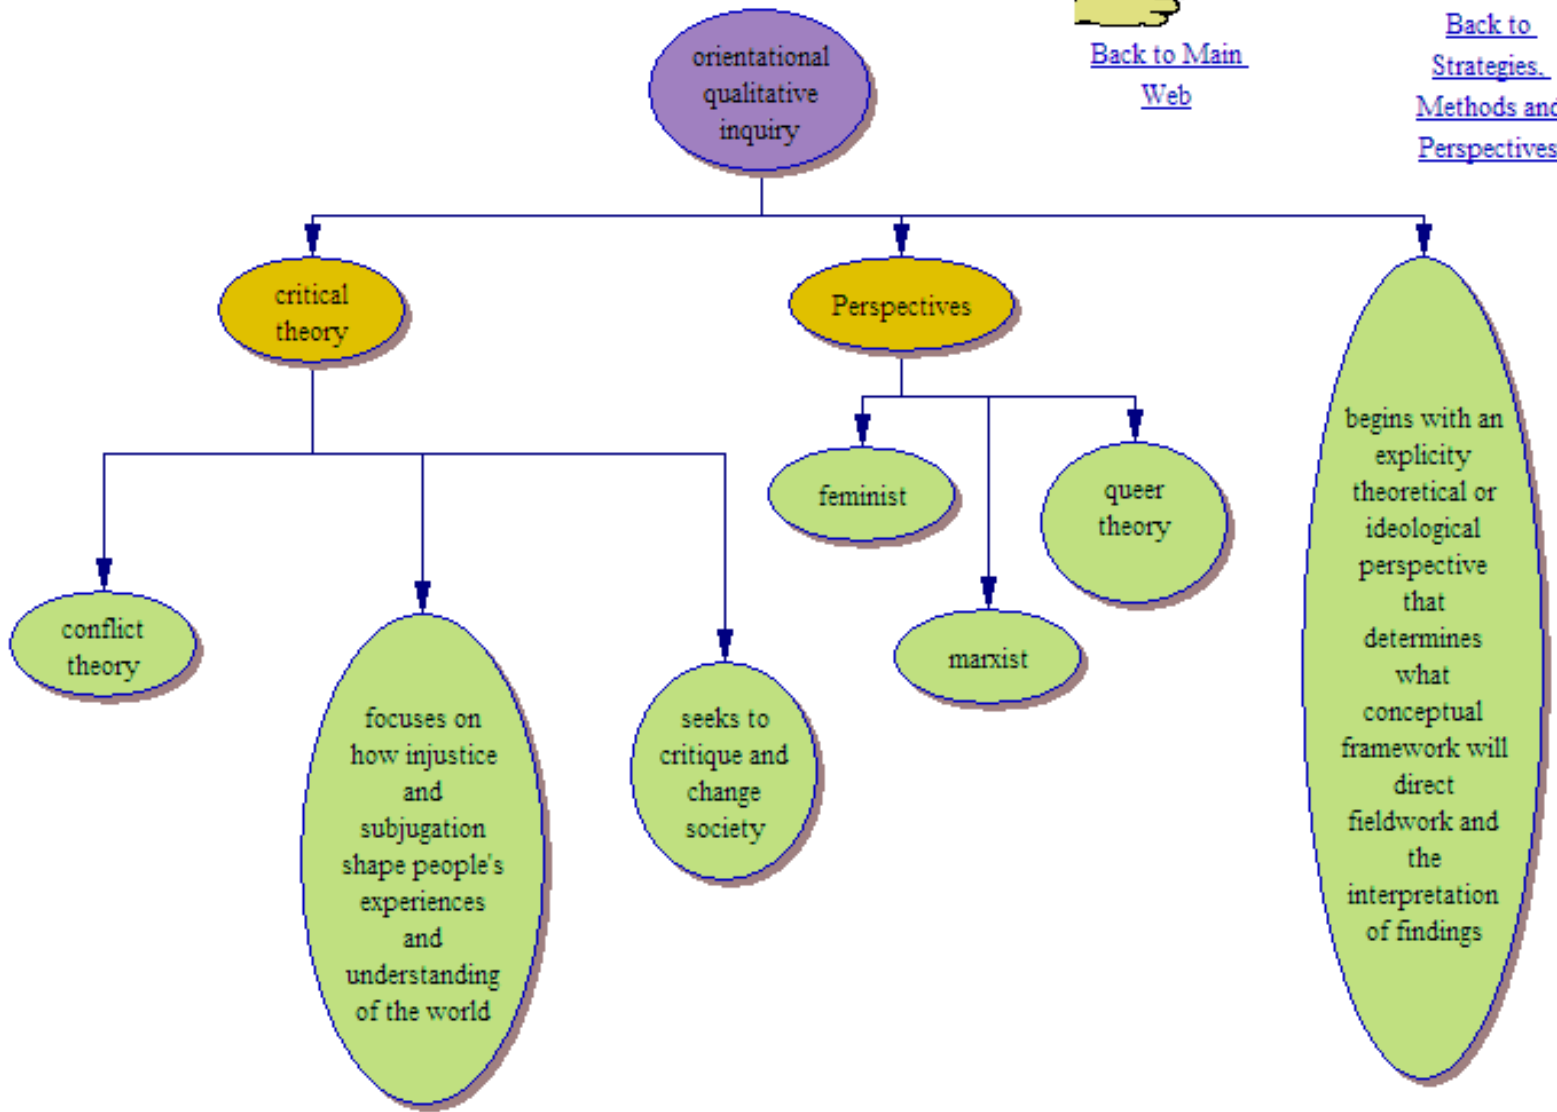 orientational
qualitative
inquiry
Back to Main
Web
Back to
Strategies,
Methods and
Perspectives
critical
theory
Perspectives
feminist
queer
theory
marxist
conflict
theory
focuses on
how injustice
and
subjugation
shape people's
experiences
and
understanding
of the world
seeks to
critique and
change
society
begins with an
explicity
theoretical or
ideological
perspective
that
determines
what
conceptual
framework will
direct
fieldwork and
the
interpretation
of findings